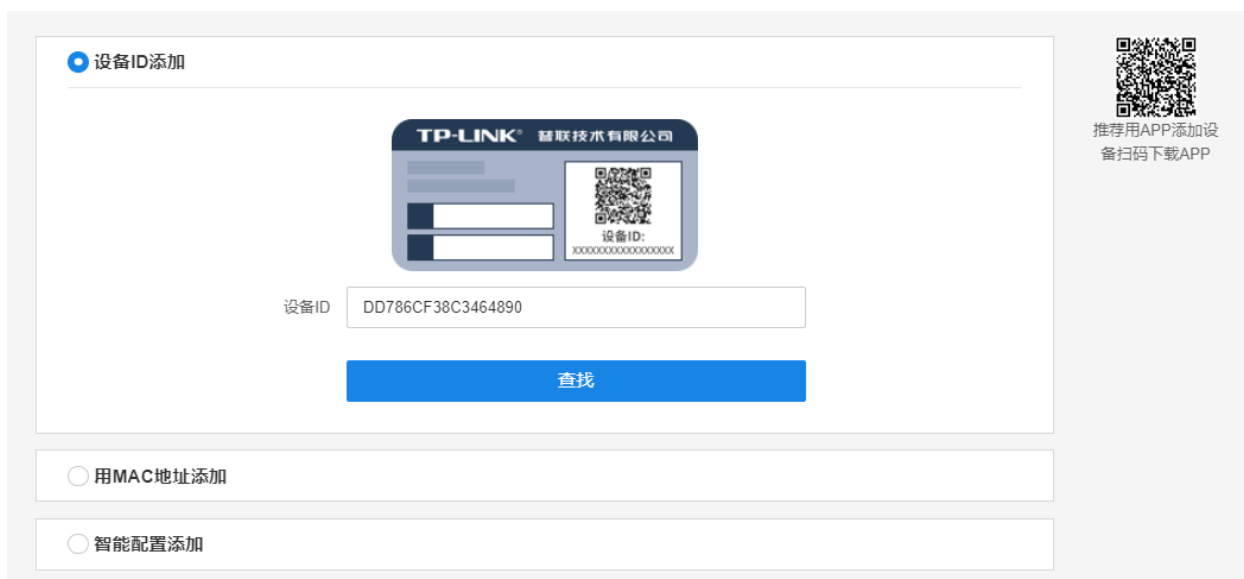 设备ID添加
TP-LINK® 普联技术有限公司
设备ID:
XXXXXXXXXXXXXXXXX
设备ID DD786CF38C3464890
查找
用MAC地址添加
智能配置添加
推荐用APP添加设
备扫码下载APP